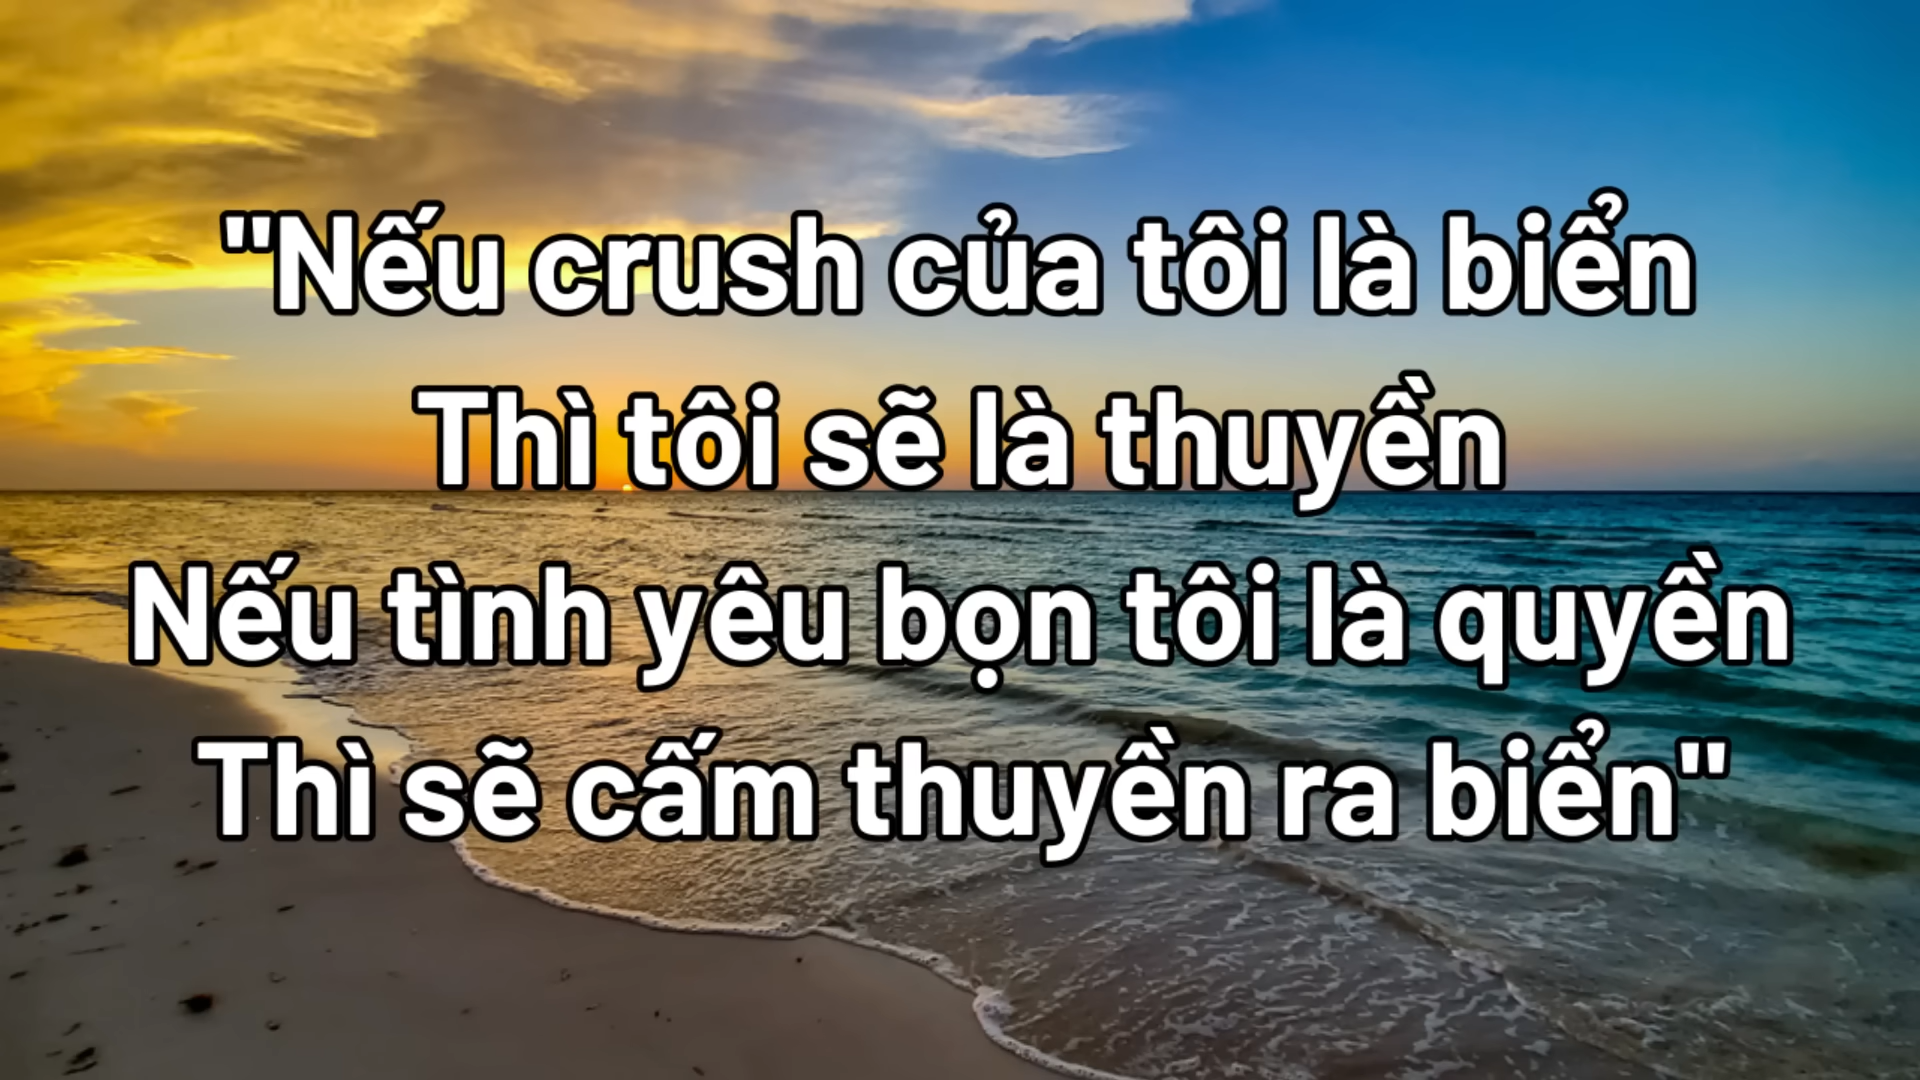 "Nếu crush của tôi là biển
Thì tôi sẽ là thuyền
Nếu tình yêu bọn tôi là quyền
Thì sẽ cấm thuyền ra biển"